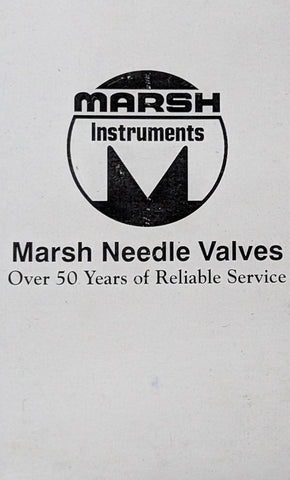 MARSH
Instruments
M
Marsh Needle Valves
Over 50 Years of Reliable Service